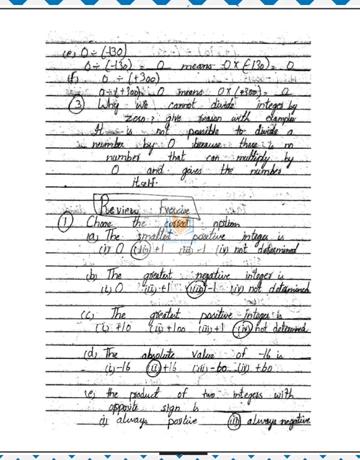 (e) 0 ÷ (-130)
0 ÷ (-130) = 0 means 0 × (-130) = 0
(f) 0 ÷ (+300)
0 ÷ (+300) = 0 means 0 × (+300) = 0
(3) Why we cannot divide integer by
zero? give reason with
It is not possible to divide a
number by 0 because there is no
number that can multiply by
0 and gives the number
itself.
Review Exercise
(1) Choose the correct option
(a) The smallest positive integer is
(i) 0 (ii) +1 (iii) -1 (iv) not determined
(b) The greatest negative integer is
(i) 0 (ii) +1 (iii) -1 (iv) not determined
(c) The greatest positive integer is
(i) +10 (ii) +100 (iii) +1 (iv) not determined
(d) The absolute value of -16 is
(i) -16 (ii) +16 (iii) -60 (iv) +60
(e) the product of two integers with
opposite sign is
(i) always positive (ii) always negative